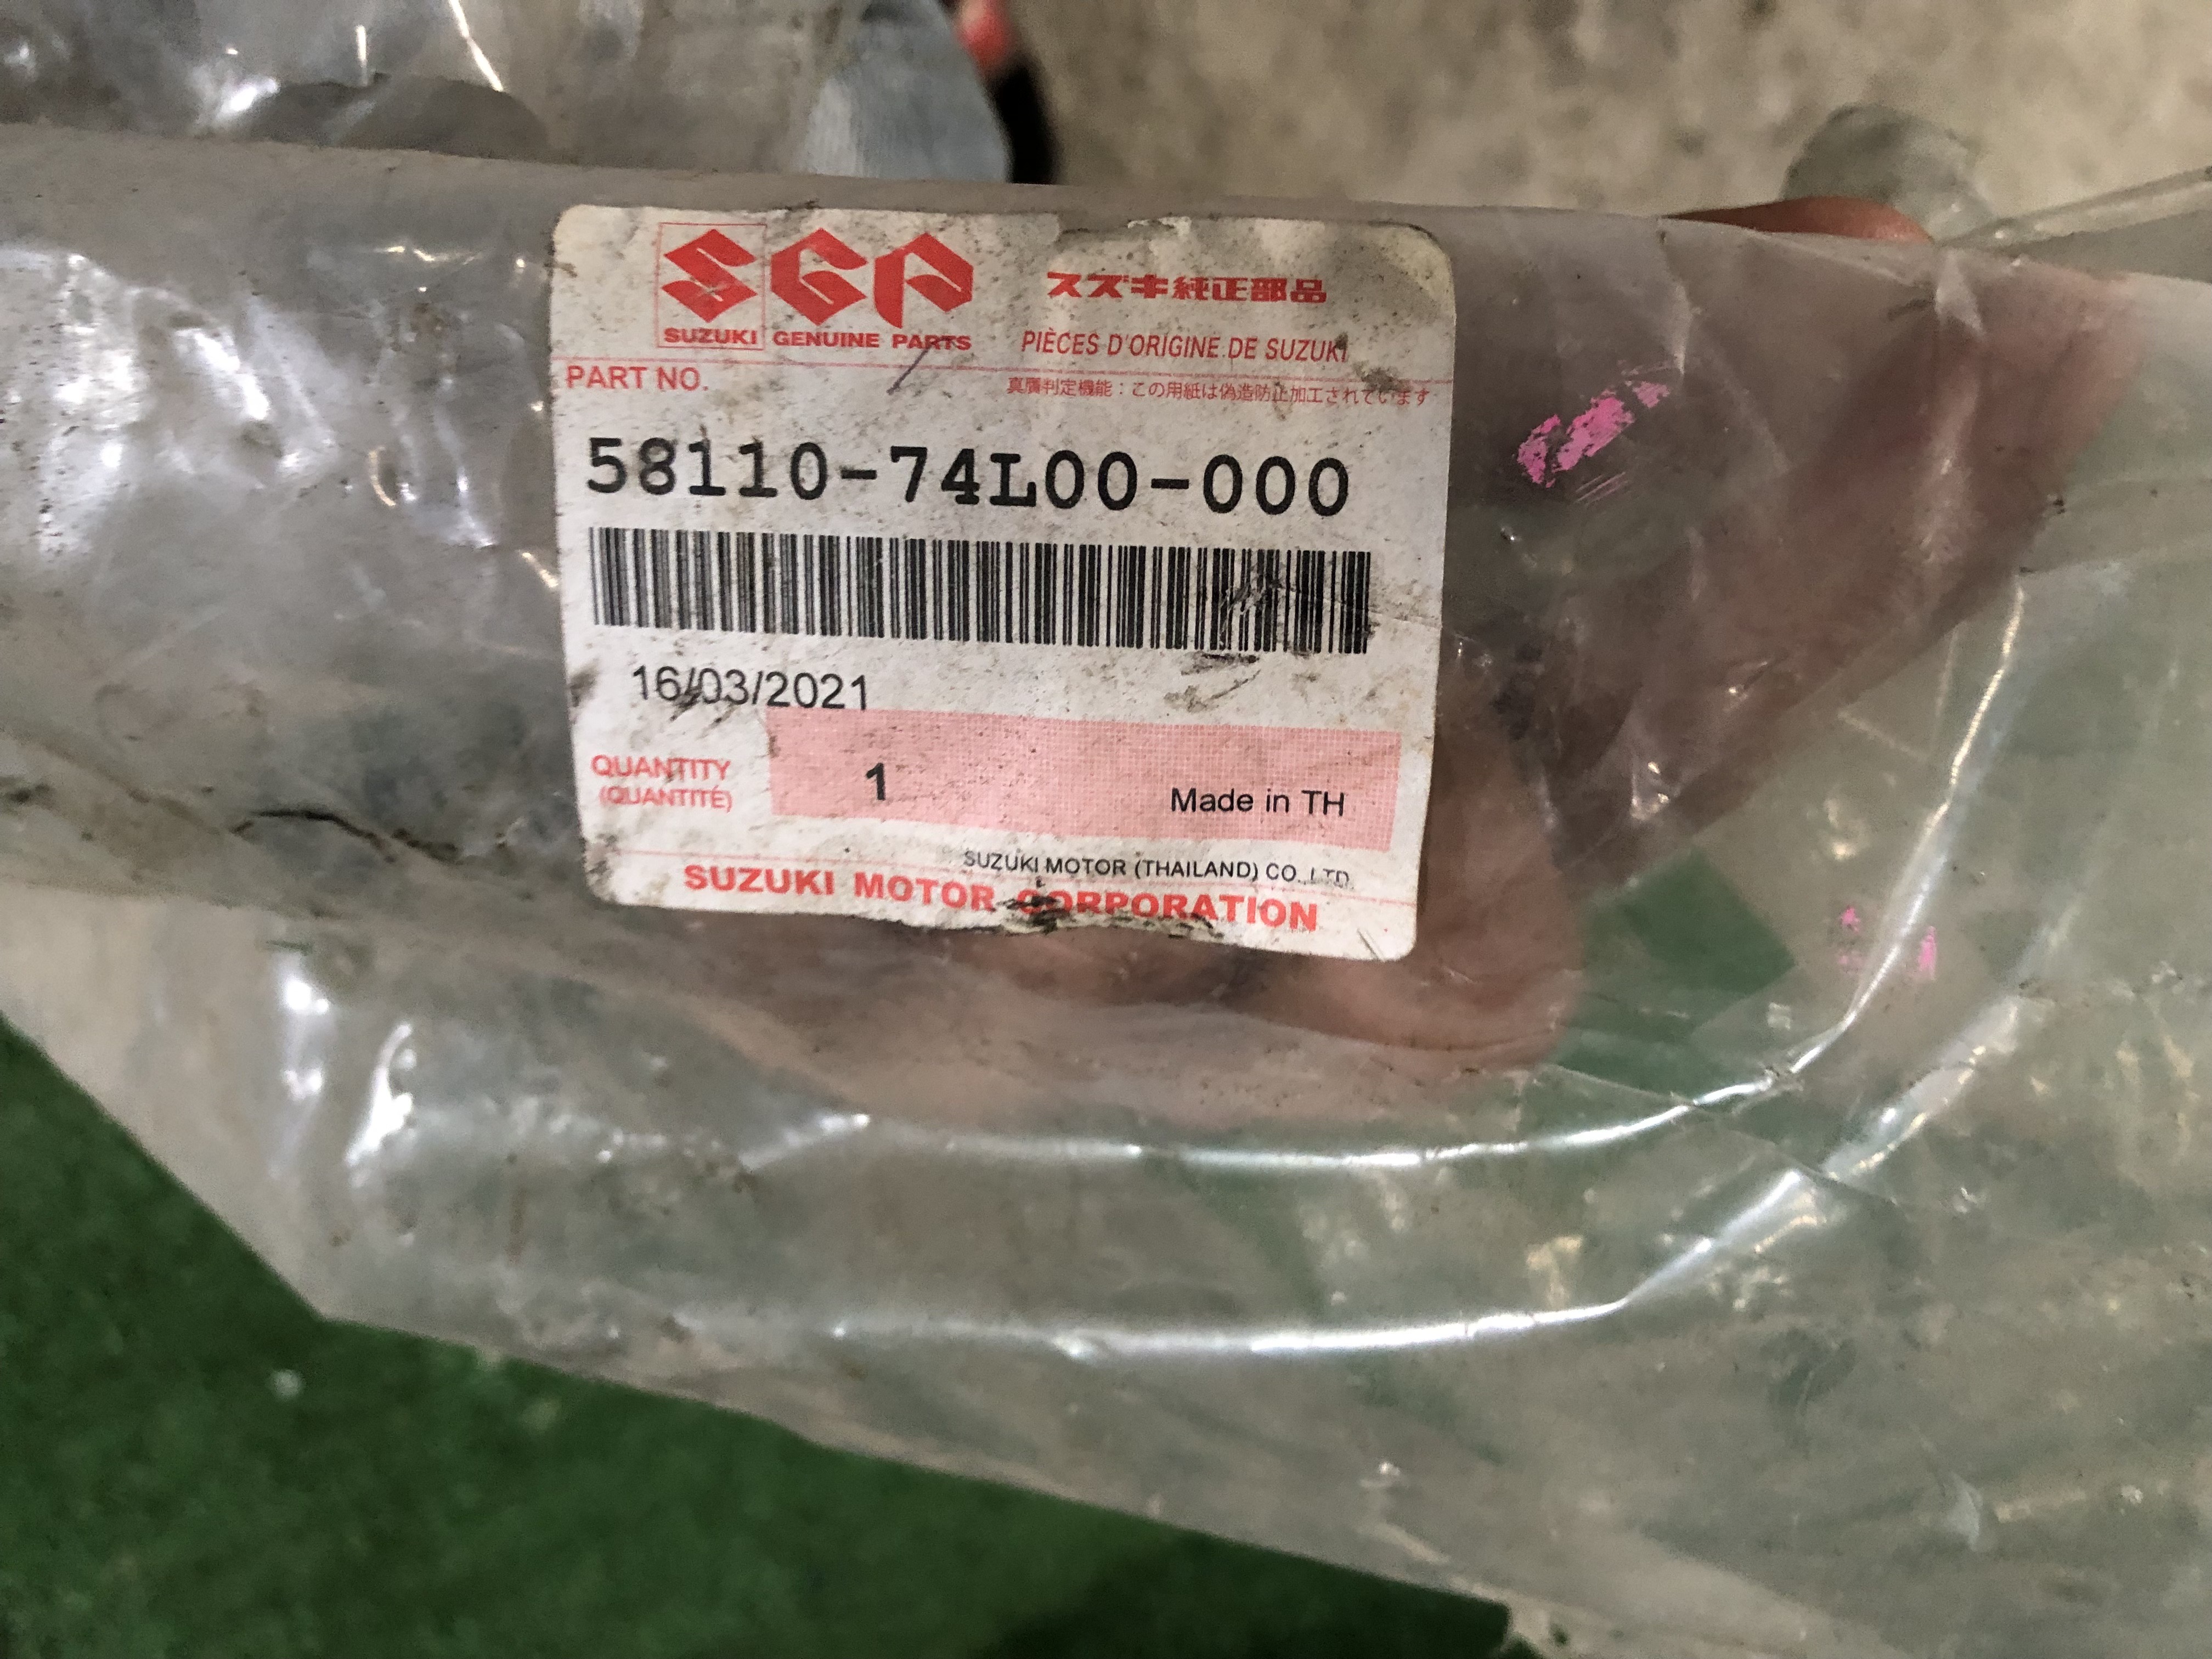 SGP
スズキ純正部品
SUZUKI GENUINE PARTS
PIÈCES D'ORIGINE DE SUZUKI
PART NO.
真贋判定機能：この用紙は偽造防止加工されています
58110-74L00-000
16/03/2021
QUANTITY
(QUANTITÉ)
1
Made in TH
SUZUKI MOTOR (THAILAND) CO.,LTD.
SUZUKI MOTOR CORPORATION